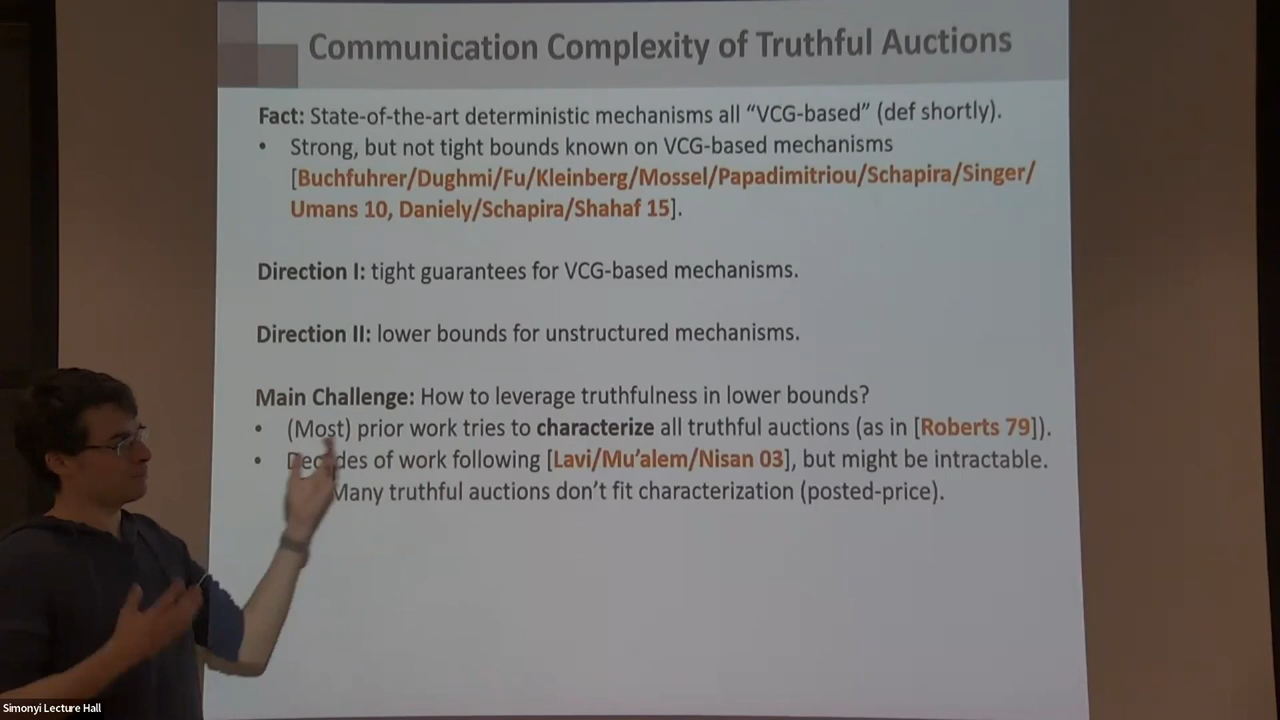 Communication Complexity of Truthful Auctions
Fact: State-of-the-art deterministic mechanisms all “VCG-based” (def shortly).
• Strong, but not tight bounds known on VCG-based mechanisms
[Buchfuhrer/Dughmi/Fu/Kleinberg/Mossel/Papadimitriou/Schapira/Singer/
Umans 10, Daniely/Schapira/Shahaf 15].
Direction I: tight guarantees for VCG-based mechanisms.
Direction II: lower bounds for unstructured mechanisms.
Main Challenge: How to leverage truthfulness in lower bounds?
• (Most) prior work tries to characterize all truthful auctions (as in [Roberts 79]).
• Decades of work following [Lavi/Mu’alem/Nisan 03], but might be intractable.
Many truthful auctions don’t fit characterization (posted-price).
Simonyi Lecture Hall